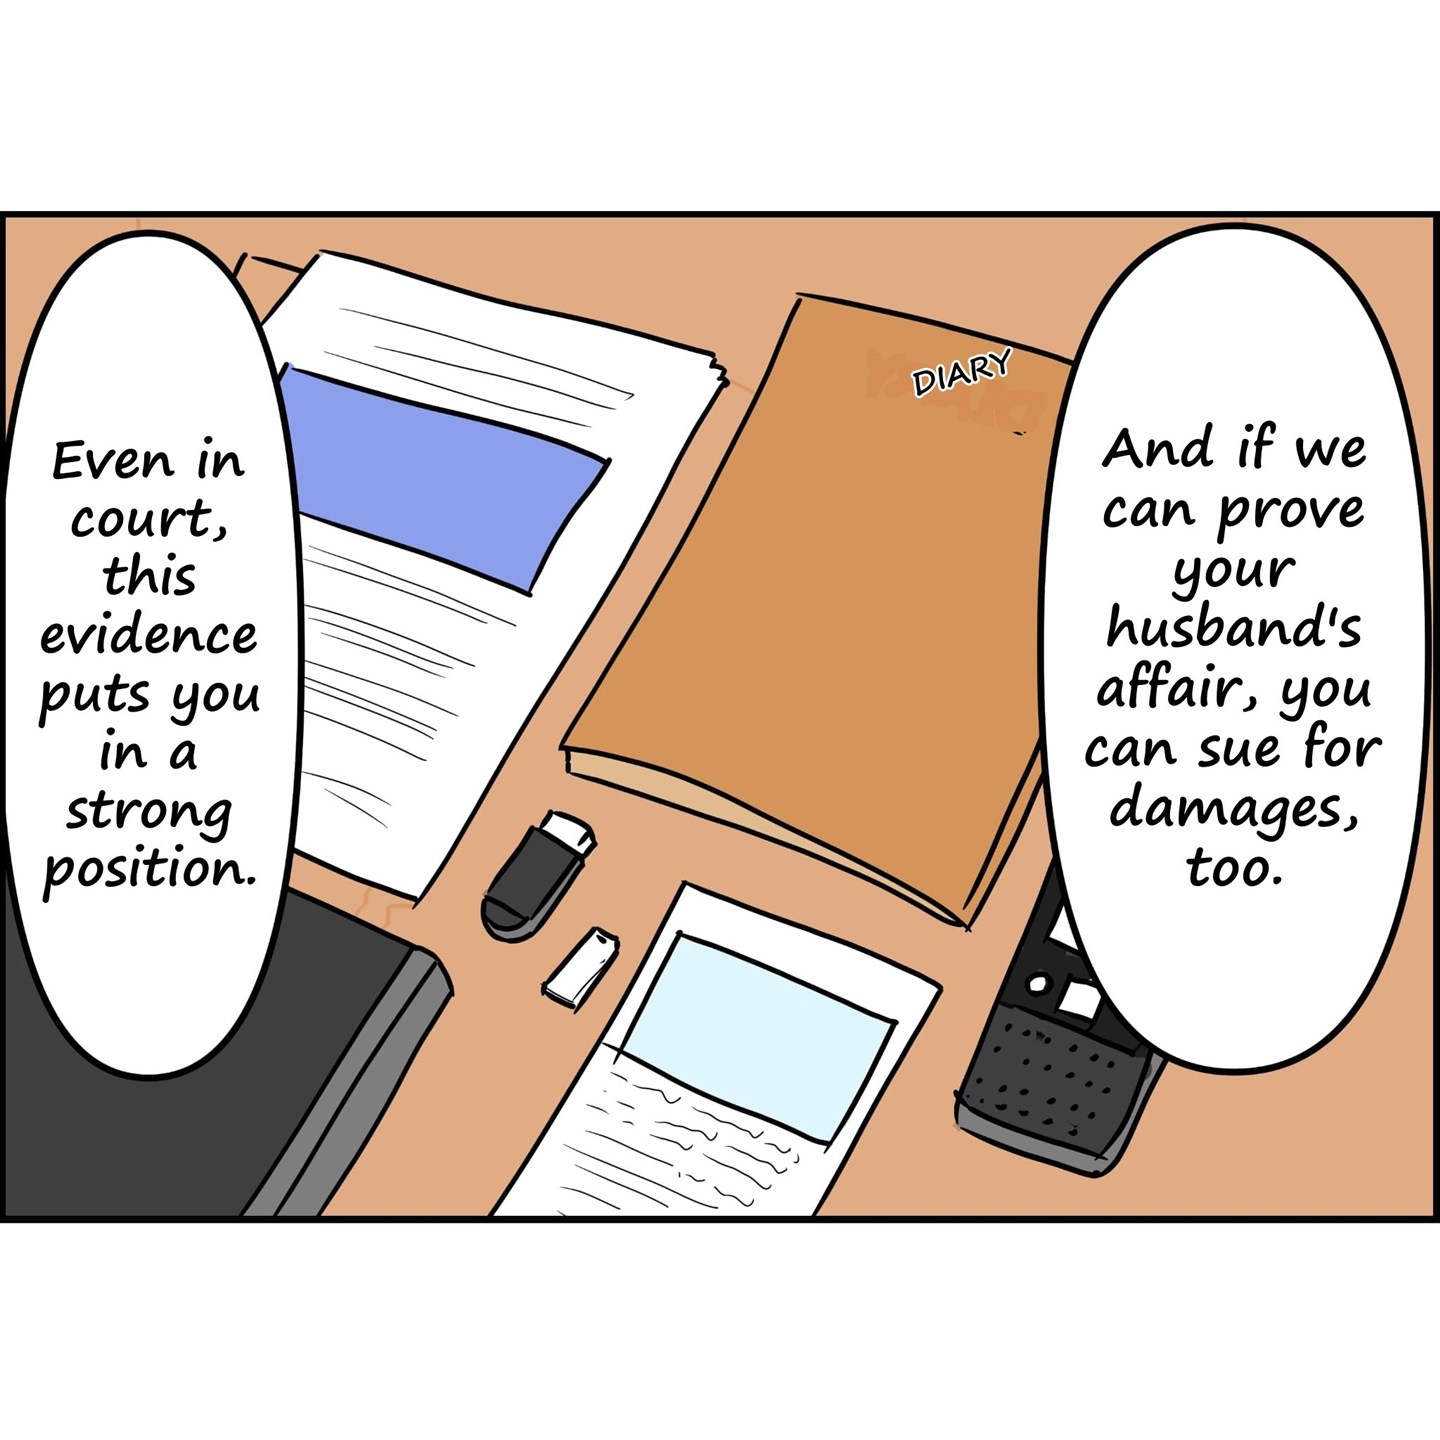 Even in
court,
this
evidence
puts you
in a
strong
position.
DIARY
And if we
can prove
your
husband's
affair, you
can sue for
damages,
too.